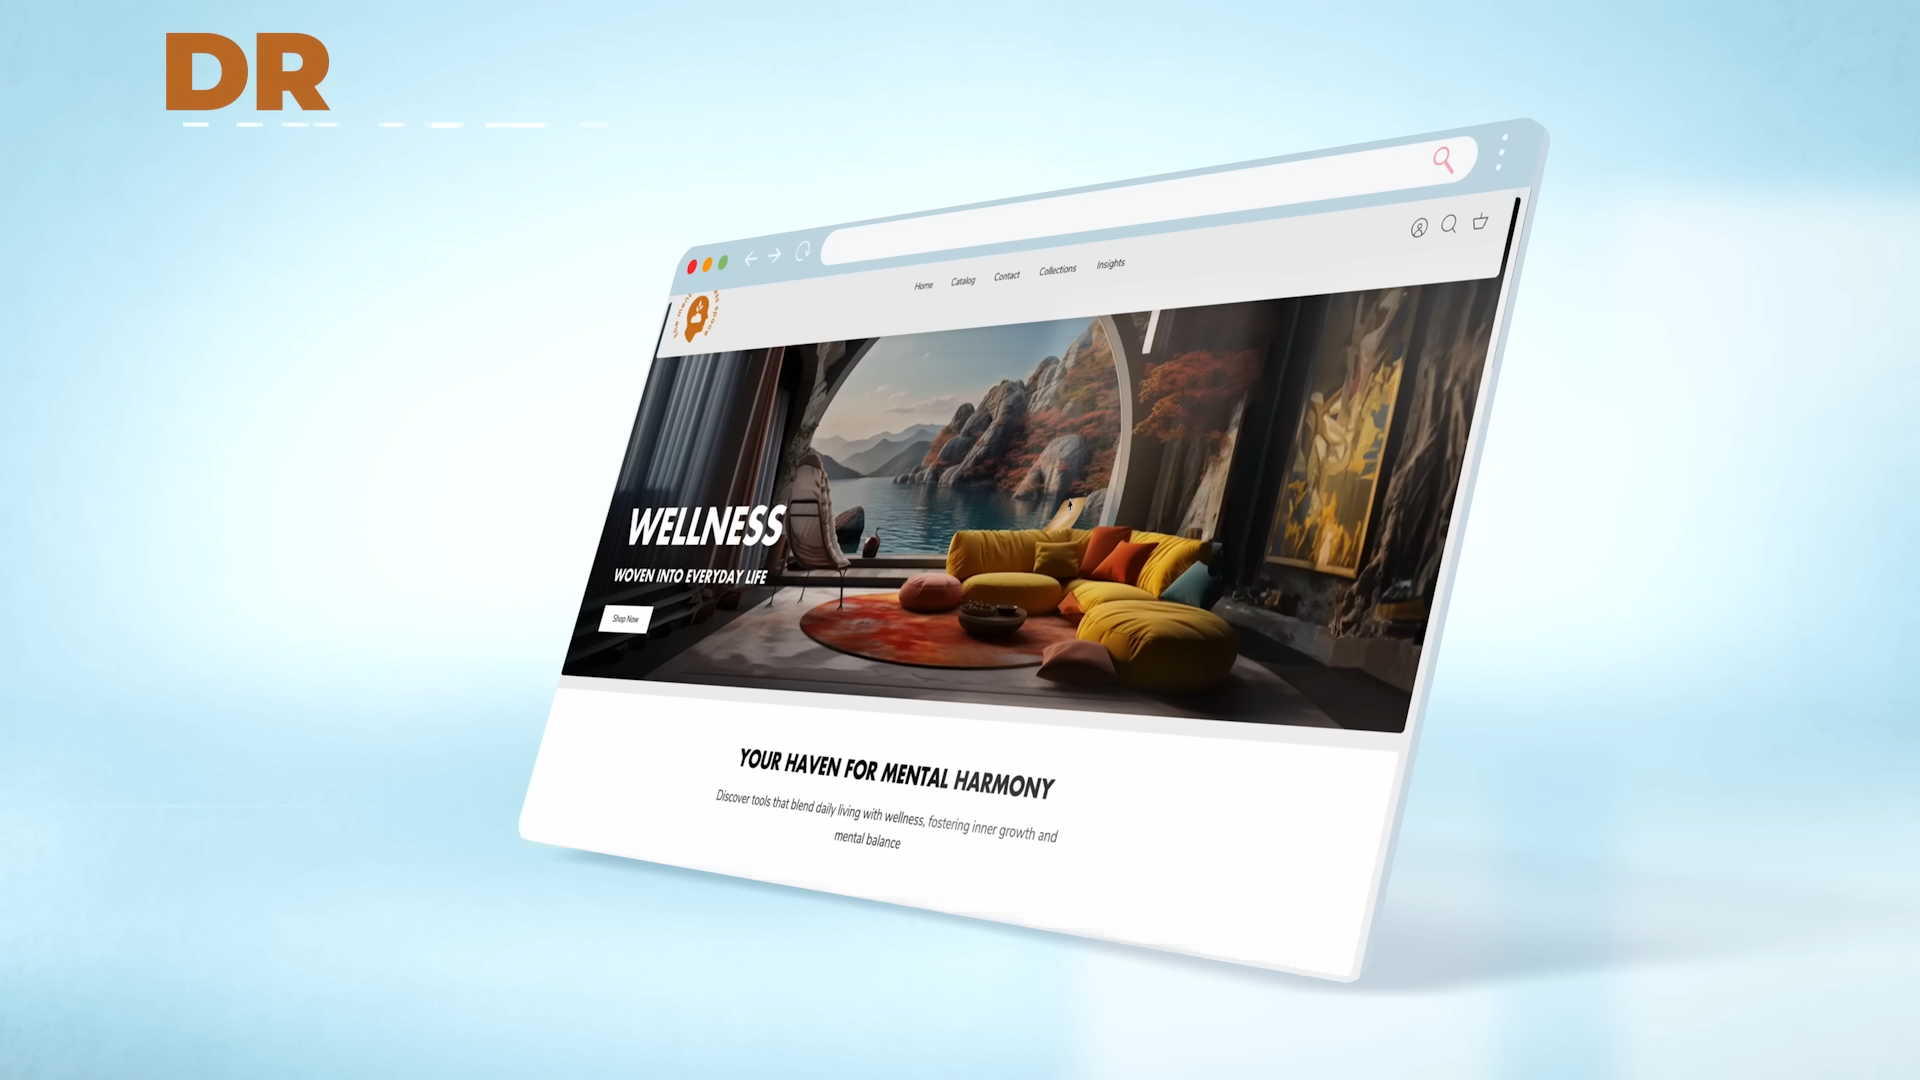 DR
Home Catalog Contact Collections Insights
WELLNESS
WOVEN INTO EVERYDAY LIFE
Shop Now
YOUR HAVEN FOR MENTAL HARMONY
Discover tools that blend daily living with wellness, fostering inner growth and
mental balance